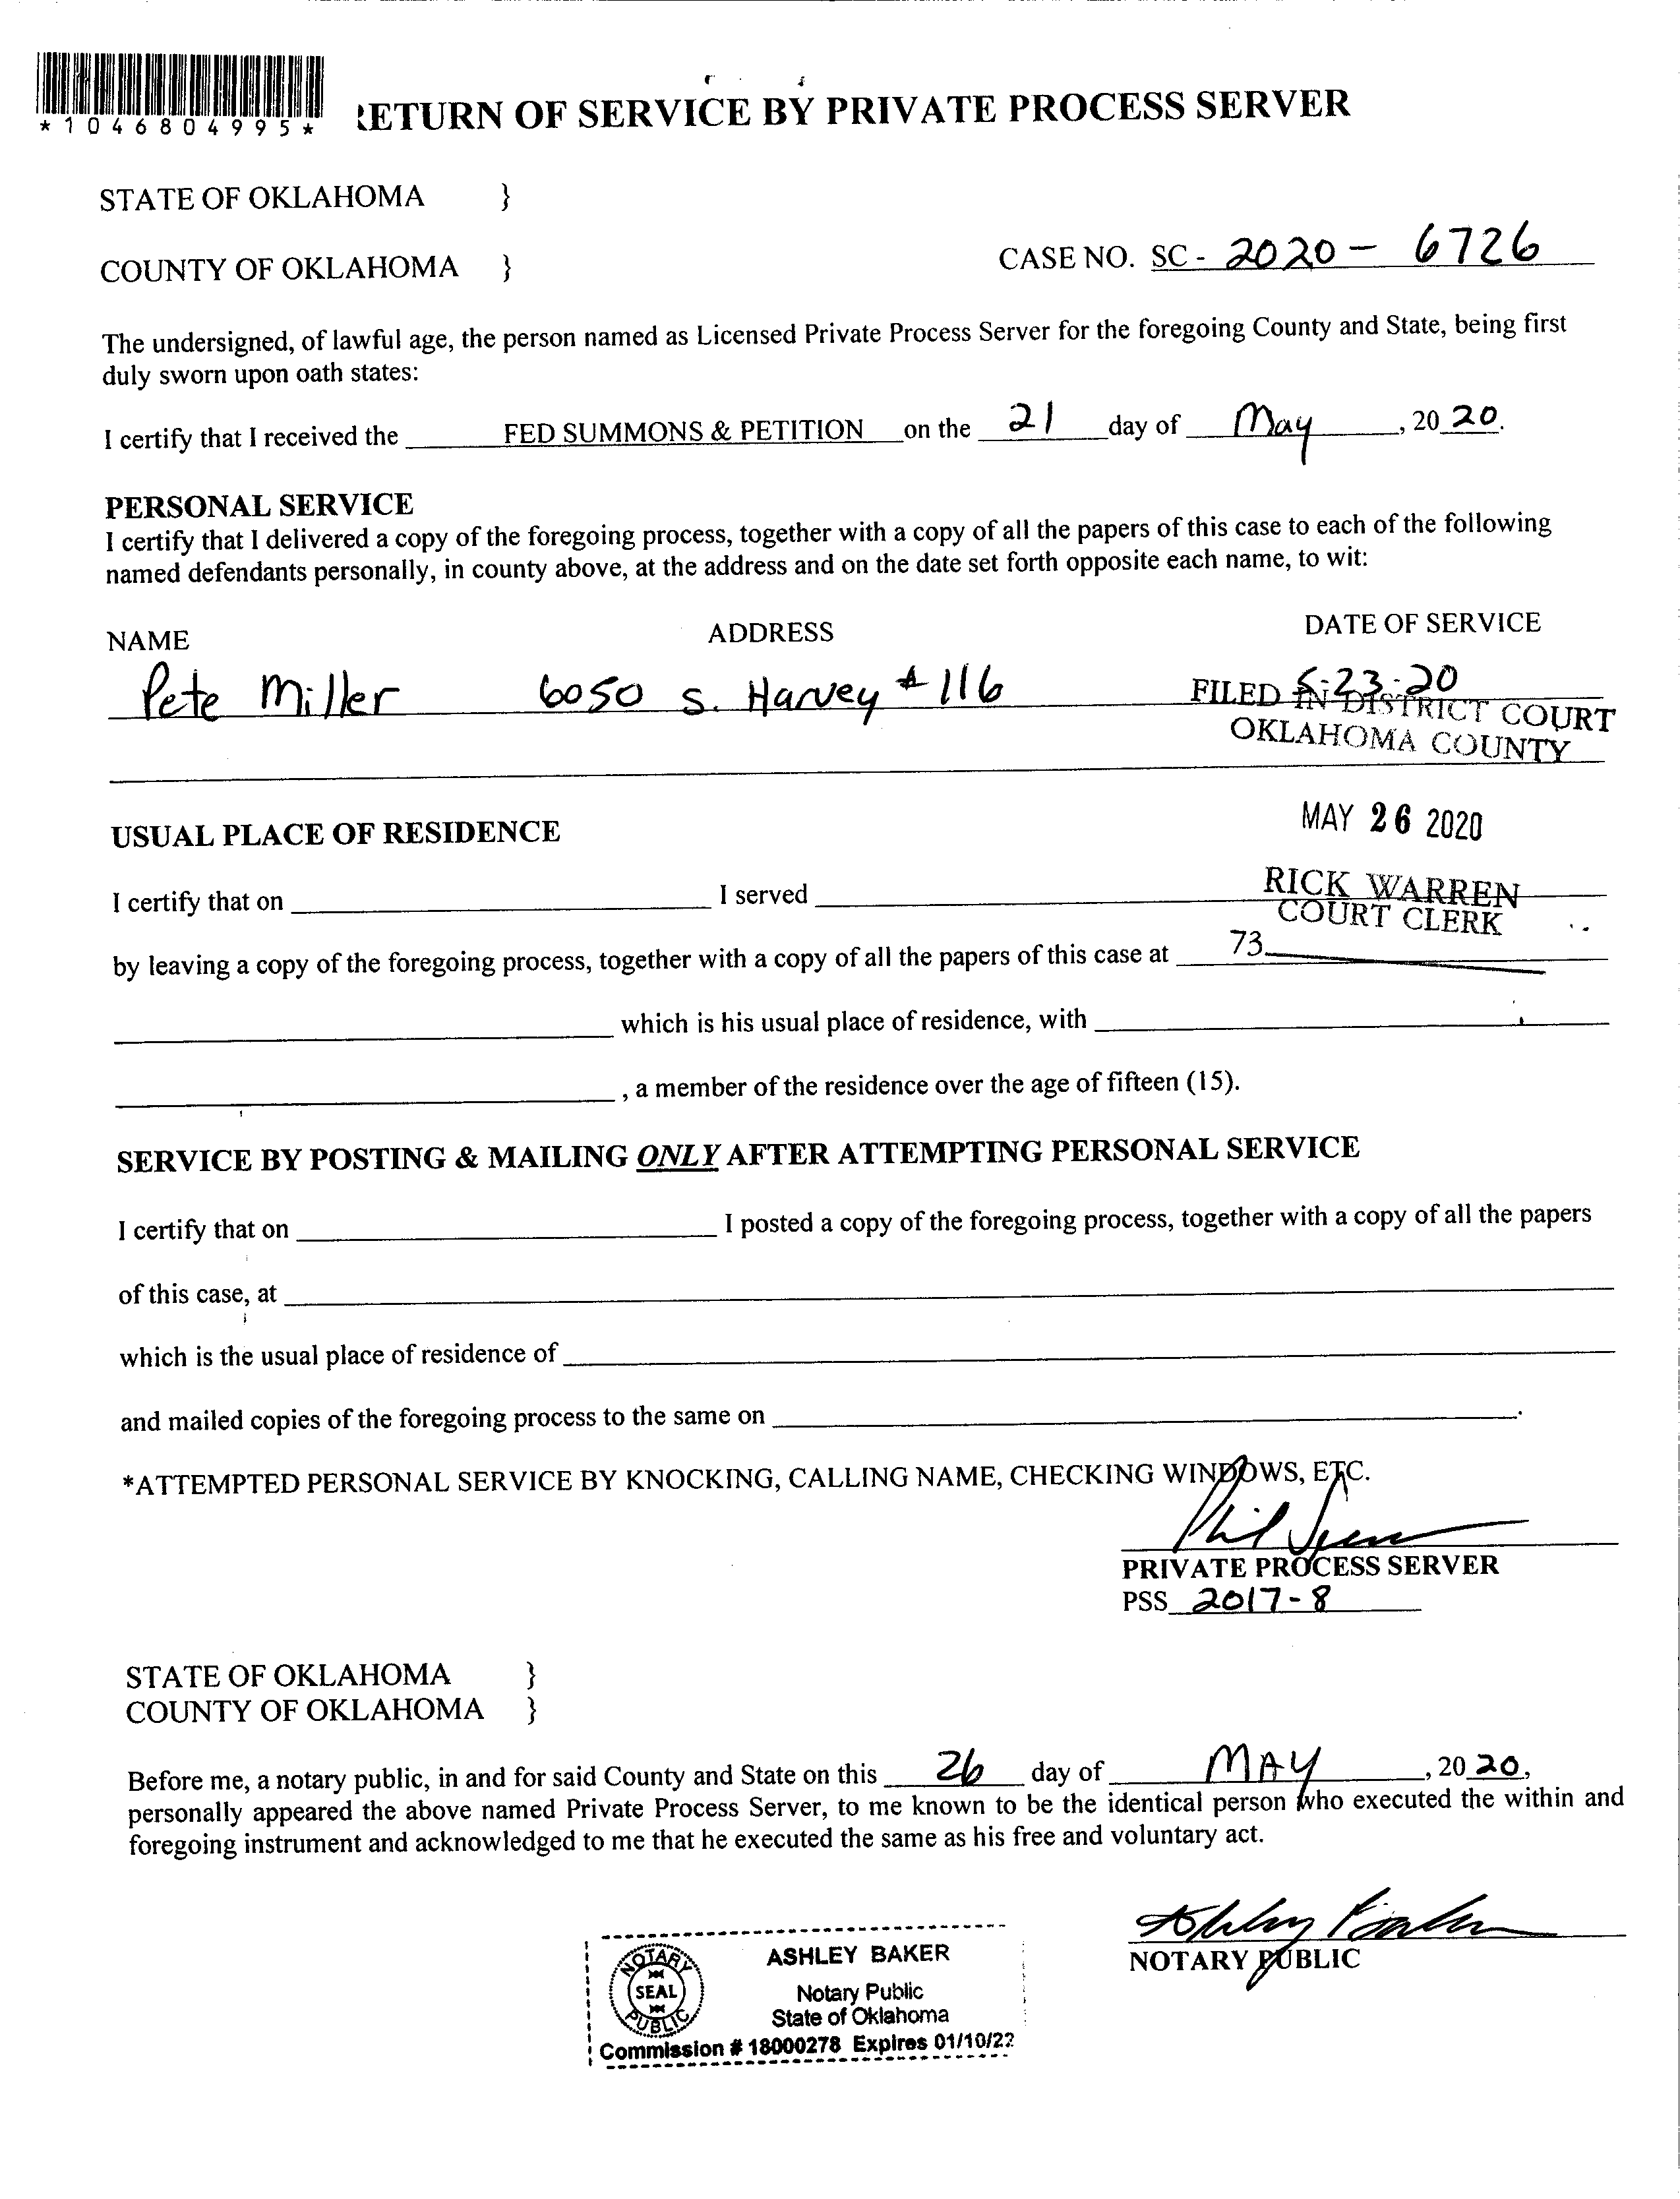 *1046804995*
RETURN OF SERVICE BY PRIVATE PROCESS SERVER
STATE OF OKLAHOMA }
COUNTY OF OKLAHOMA } CASE NO. SC - 2020 - 6726
The undersigned, of lawful age, the person named as Licensed Private Process Server for the foregoing County and State, being first
duly sworn upon oath states:
I certify that I received the FED SUMMONS & PETITION on the 21 day of May, 20 20.
PERSONAL SERVICE
I certify that I delivered a copy of the foregoing process, together with a copy of all the papers of this case to each of the following
named defendants personally, in county above, at the address and on the date set forth opposite each name, to wit:
NAME ADDRESS DATE OF SERVICE
Pete Miller 6050 S. Harvey # 116 5-23-20
FILED IN DISTRICT COURT
OKLAHOMA COUNTY
MAY 26 2020
USUAL PLACE OF RESIDENCE
RICK WARREN
COURT CLERK
73
I certify that on I served
by leaving a copy of the foregoing process, together with a copy of all the papers of this case at
which is his usual place of residence, with
, a member of the residence over the age of fifteen (15).
SERVICE BY POSTING & MAILING ONLY AFTER ATTEMPTING PERSONAL SERVICE
I certify that on I posted a copy of the foregoing process, together with a copy of all the papers
of this case, at
which is the usual place of residence of
and mailed copies of the foregoing process to the same on .
*ATTEMPTED PERSONAL SERVICE BY KNOCKING, CALLING NAME, CHECKING WINDOWS, ETC.
Phil
PRIVATE PROCESS SERVER
PSS 2017-8
STATE OF OKLAHOMA }
COUNTY OF OKLAHOMA }
Before me, a notary public, in and for said County and State on this 26 day of MAY, 20 20,
personally appeared the above named Private Process Server, to me known to be the identical person who executed the within and
foregoing instrument and acknowledged to me that he executed the same as his free and voluntary act.
Ashley
NOTARY PUBLIC
NOTARY PUBLIC
SEAL
ASHLEY BAKER
Notary Public
State of Oklahoma
Commission # 18000278 Expires 01/10/22